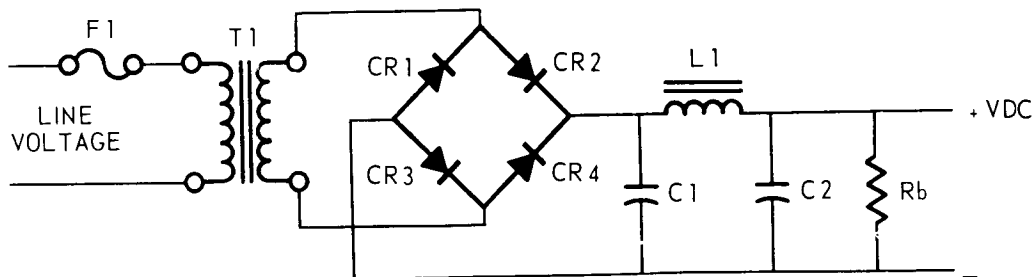 F1
T1
CR1
CR2
L1
+ VDC
LINE
VOLTAGE
CR3
CR4
C1
C2
Rb
–